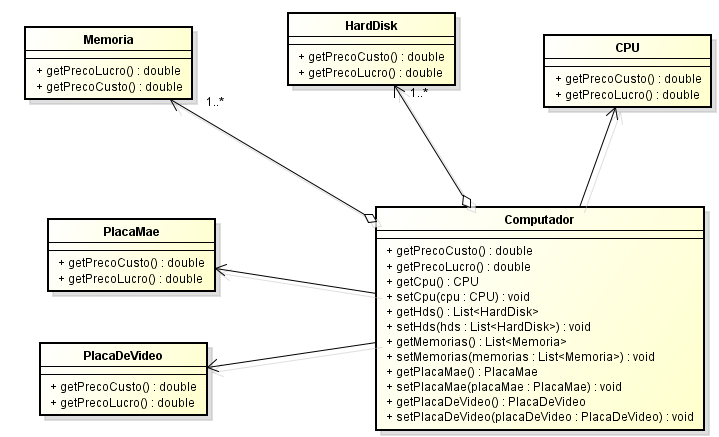 Memoria
+ getPrecoLucro() : double
+ getPrecoCusto() : double
1..*
HardDisk
+ getPrecoCusto() : double
+ getPrecoLucro() : double
1..*
CPU
+ getPrecoCusto() : double
+ getPrecoLucro() : double
PlacaMae
+ getPrecoCusto() : double
+ getPrecoLucro() : double
PlacaDeVideo
+ getPrecoCusto() : double
+ getPrecoLucro() : double
Computador
+ getPrecoCusto() : double
+ getPrecoLucro() : double
+ getCpu() : CPU
+ setCpu(cpu : CPU) : void
+ getHds() : List<HardDisk>
+ setHds(hds : List<HardDisk>) : void
+ getMemorias() : List<Memoria>
+ setMemorias(memorias : List<Memoria>) : void
+ getPlacaMae() : PlacaMae
+ setPlacaMae(placaMae : PlacaMae) : void
+ getPlacaDeVideo() : PlacaDeVideo
+ setPlacaDeVideo(placaDeVideo : PlacaDeVideo) : void